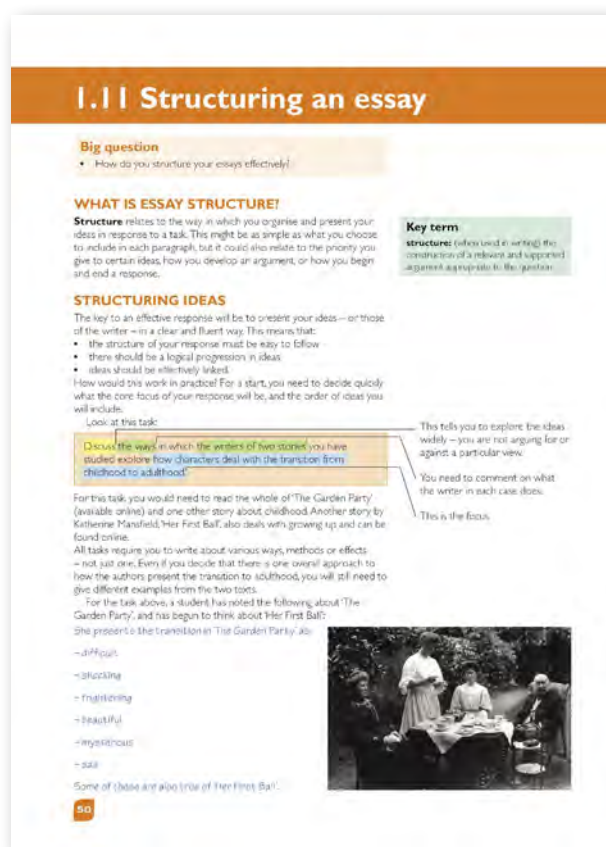 1.11 Structuring an essay
Big question
• How do you structure your essays effectively?
WHAT IS ESSAY STRUCTURE?
Structure relates to the way in which you organise and present your
ideas in response to a task. This might be as simple as what you choose
to include in each paragraph, but it could also relate to the priority you
give to certain ideas, how you develop an argument, or how you begin
and end a response.
Key term
structure: (when used in writing) the
construction of a relevant and supported
argument appropriate to the question
STRUCTURING IDEAS
The key to an effective response will be to present your ideas – or those
of the writer – in a clear and fluent way. This means that:
• the structure of your response must be easy to follow
• there should be a logical progression in ideas
• ideas should be effectively linked.
How would this work in practice? For a start, you need to decide quickly
what the core focus of your response will be, and the order of ideas you
will include.
Look at this task:
'Discuss the ways in which the writers of two stories you have
studied explore how characters deal with the transition from
childhood to adulthood.'
This tells you to explore the ideas
widely – you are not arguing for or
against a particular view.
You need to comment on what
the writer in each case does.
This is the focus.
For this task, you would need to read the whole of 'The Garden Party'
(available online) and one other story about childhood. Another story by
Katherine Mansfield, 'Her First Ball', also deals with growing up and can be
found online.
All tasks require you to write about various ways, methods or effects
– not just one. Even if you decide that there is one overall approach to
how the authors present the transition to adulthood, you will still need to
give different examples from the two texts.
For the task above, a student has noted the following about 'The
Garden Party', and has begun to think about 'Her First Ball':
She presents the transition in 'The Garden Party' as:
– difficult
– shocking
– frightening
– beautiful
– mysterious
– sad
Some of these are also true of 'Her First Ball'.
50